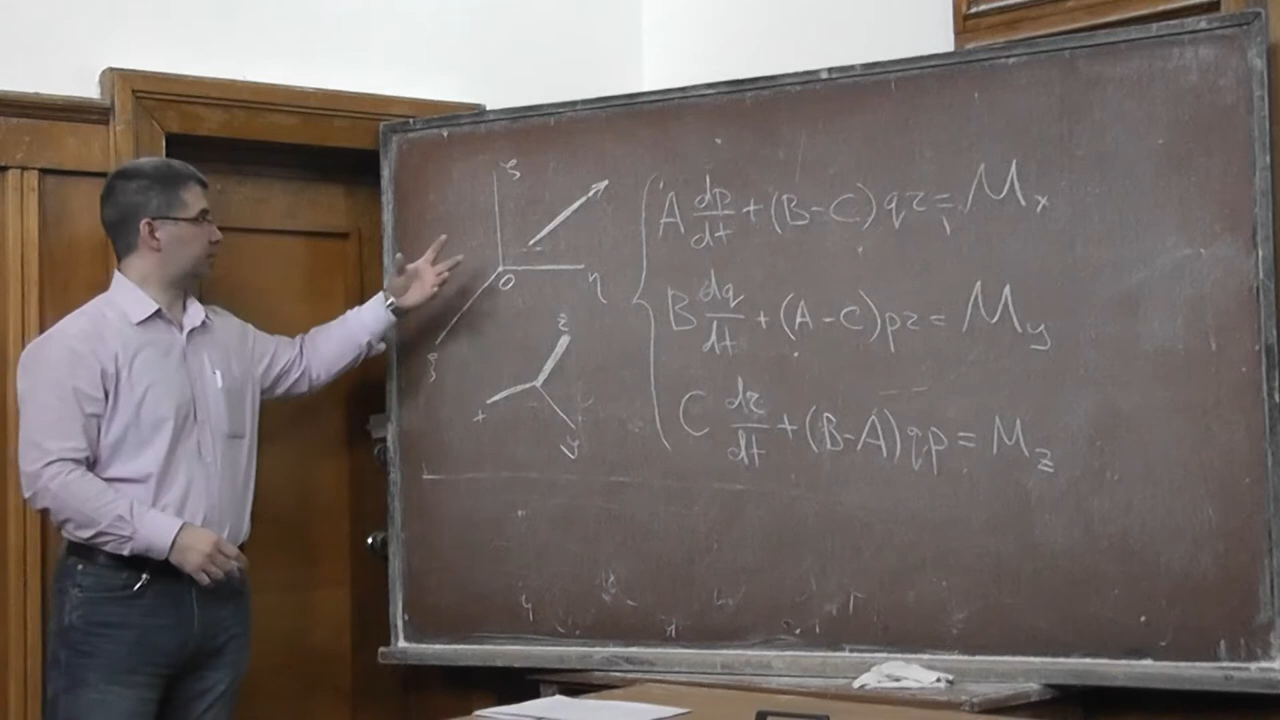 ζ
O
η
ξ
z
x
y
A dp/dt + (B-C)qr = Mx
B dq/dt + (A-C)pr = My
C dr/dt + (B-A)qp = Mz